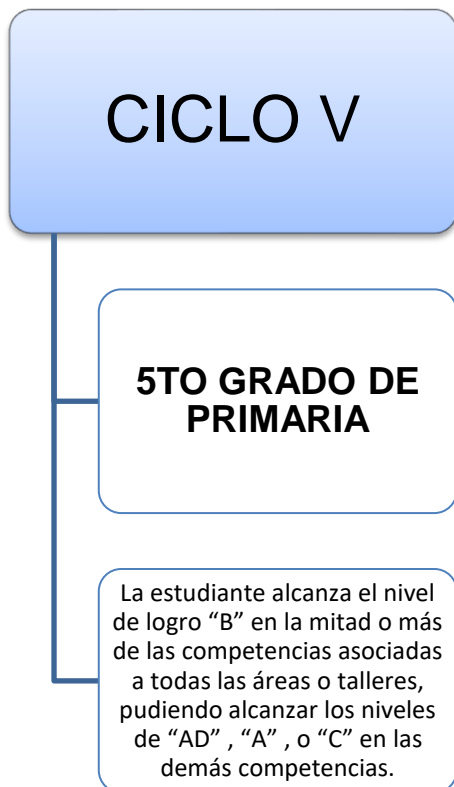 CICLO V
5TO GRADO DE
PRIMARIA
La estudiante alcanza el nivel
de logro “B” en la mitad o más
de las competencias asociadas
a todas las áreas o talleres,
pudiendo alcanzar los niveles
de “AD” , “A” , o “C” en las
demás competencias.